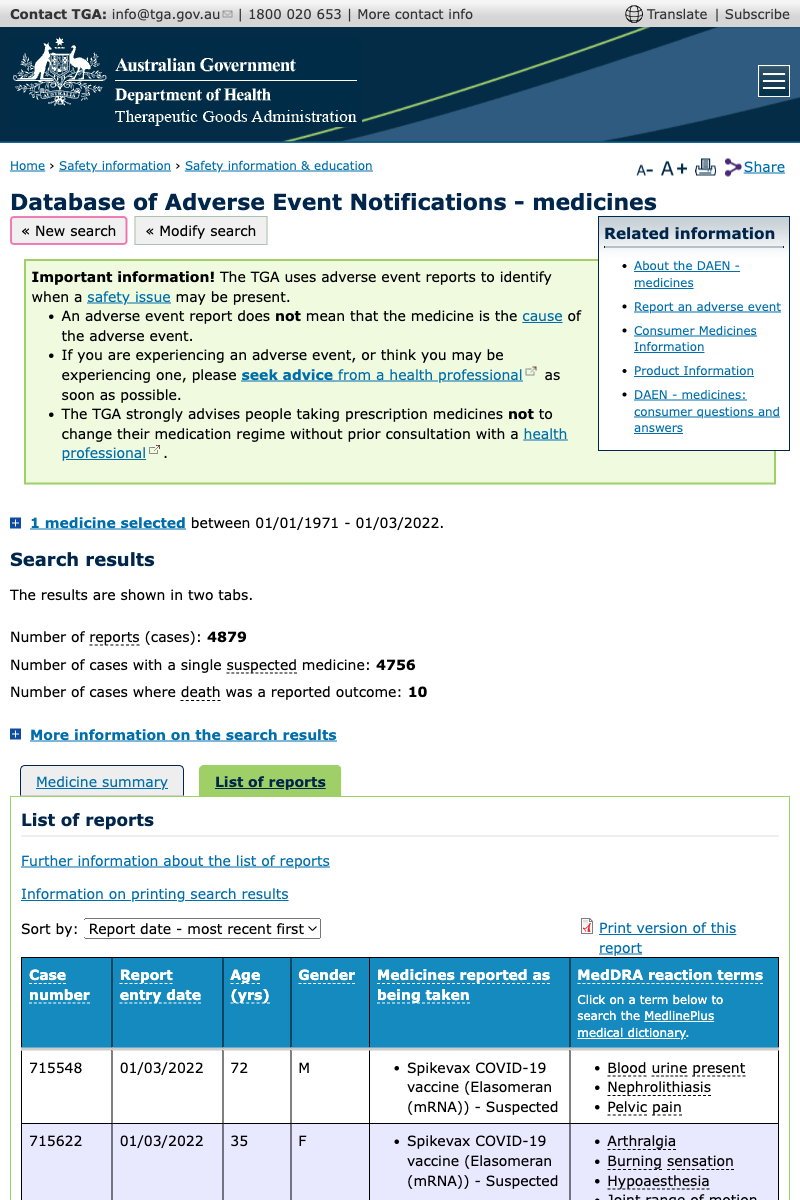 Contact TGA: info@tga.gov.au | 1800 020 653 | More contact info
Translate | Subscribe
Australian Government
Department of Health
Therapeutic Goods Administration
Home › Safety information › Safety information & education
A- A+ Share
Database of Adverse Event Notifications - medicines
« New search
« Modify search
Related information
• About the DAEN -
medicines
• Report an adverse event
• Consumer Medicines
Information
• Product Information
• DAEN - medicines:
consumer questions and
answers
Important information! The TGA uses adverse event reports to identify
when a safety issue may be present.
• An adverse event report does not mean that the medicine is the cause of
the adverse event.
• If you are experiencing an adverse event, or think you may be
experiencing one, please seek advice from a health professional as
soon as possible.
• The TGA strongly advises people taking prescription medicines not to
change their medication regime without prior consultation with a health
professional .
1 medicine selected between 01/01/1971 - 01/03/2022.
Search results
The results are shown in two tabs.
Number of reports (cases): 4879
Number of cases with a single suspected medicine: 4756
Number of cases where death was a reported outcome: 10
More information on the search results
Medicine summary
List of reports
List of reports
Further information about the list of reports
Information on printing search results
Sort by: Report date - most recent first
Print version of this
report
Case
number
Report
entry date
Age
(yrs)
Gender
Medicines reported as
being taken
MedDRA reaction terms
Click on a term below to
search the MedlinePlus
medical dictionary.
715548
01/03/2022
72
M
• Spikevax COVID-19
vaccine (Elasomeran
(mRNA)) - Suspected
• Blood urine present
• Nephrolithiasis
• Pelvic pain
715622
01/03/2022
35
F
• Spikevax COVID-19
vaccine (Elasomeran
(mRNA)) - Suspected
• Arthralgia
• Burning sensation
• Hypoaesthesia
• Joint range of motion